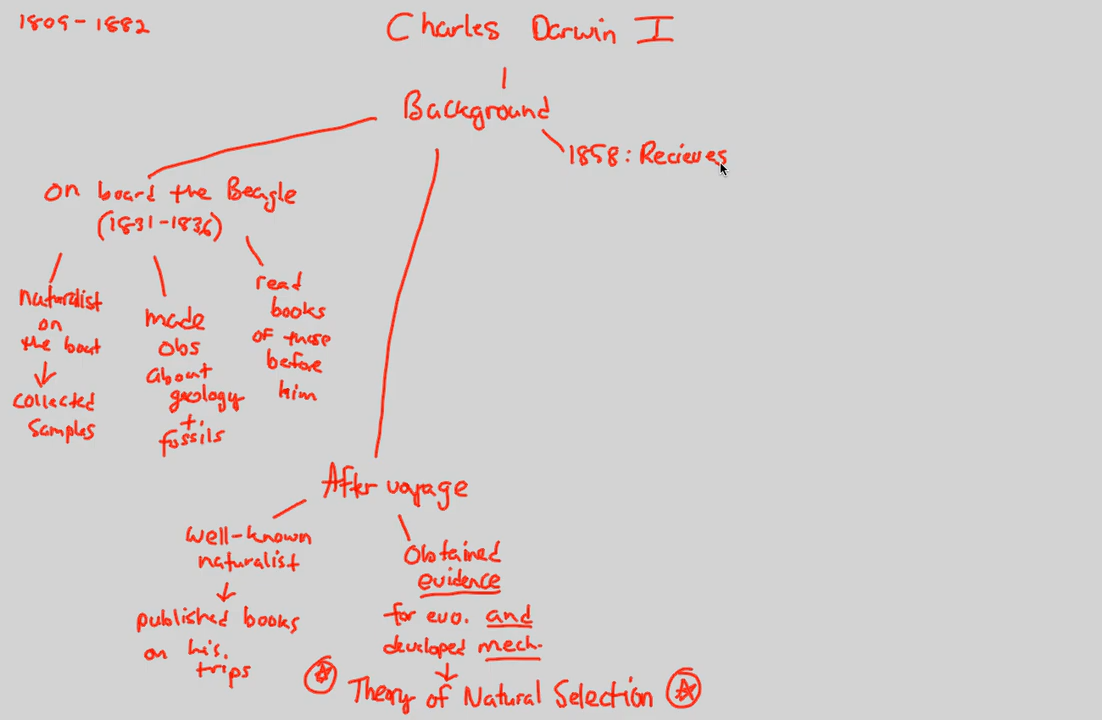 1809-1882
Charles Darwin I
Background
1858: Recieves
on board the Beagle
(1831-1836)
naturalist
on
the boat
collected
samples
made
obs
about
geology
+
fossils
read
books
of those
before
him
After voyage
well-known
naturalist
published books
on his
trips
Obtained
evidence
for evo. and
developed mech.
Theory of Natural Selection